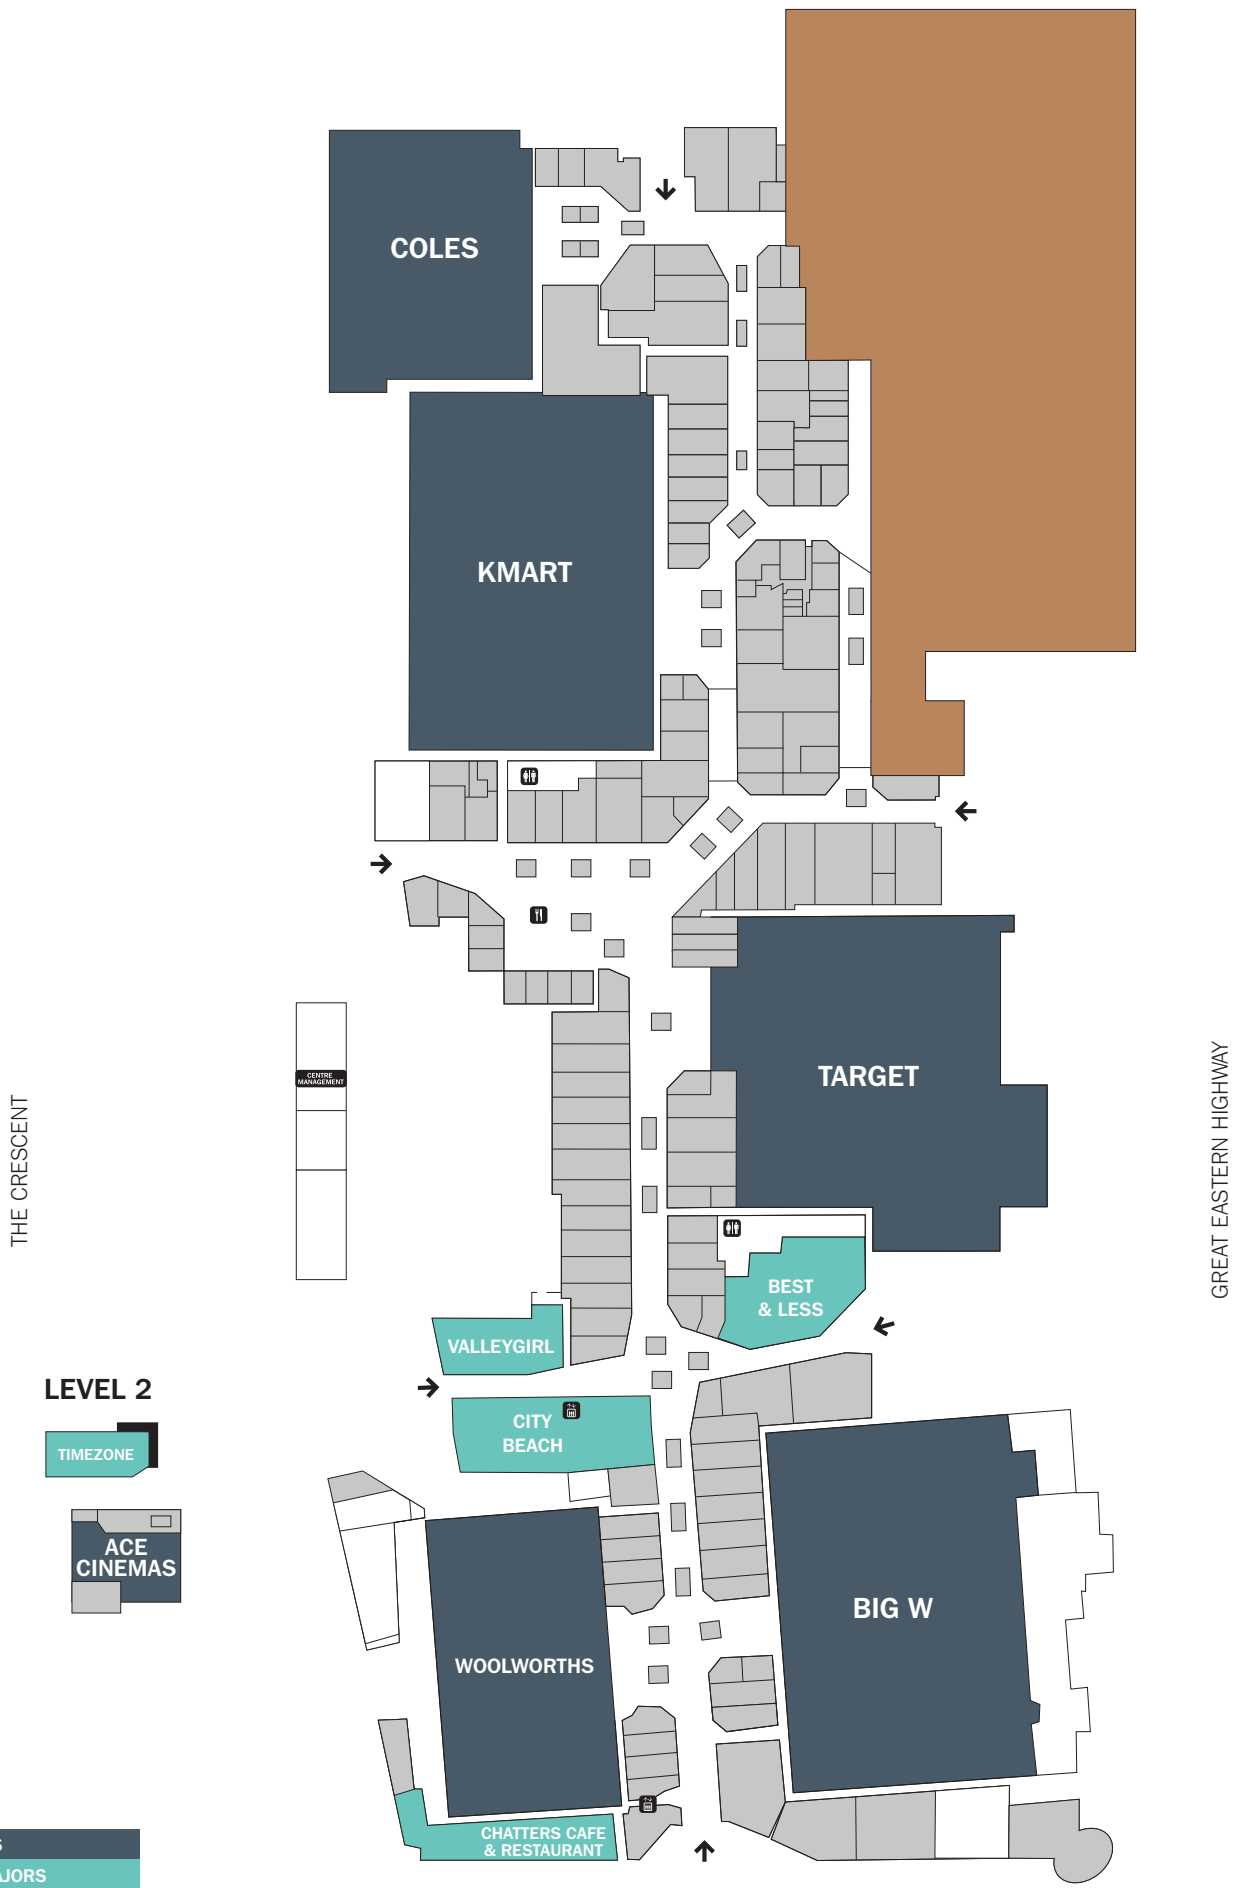 COLES
KMART
TARGET
CENTRE
MANAGEMENT
THE CRESCENT
GREAT EASTERN HIGHWAY
BEST
& LESS
VALLEYGIRL
LEVEL 2
TIMEZONE
CITY
BEACH
ACE
CINEMAS
WOOLWORTHS
BIG W
CHATTERS CAFE
& RESTAURANT